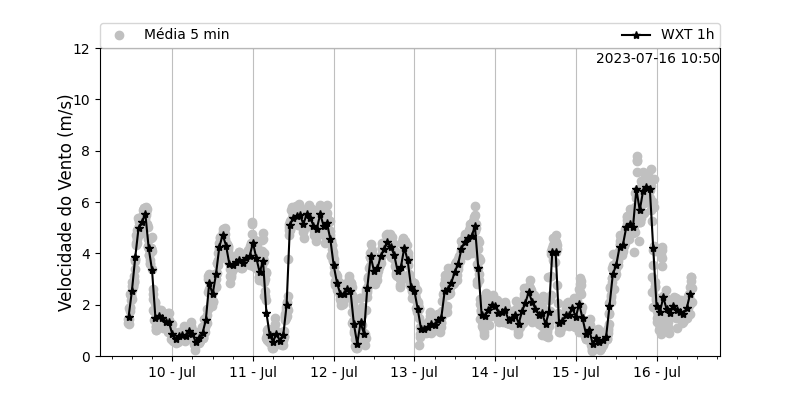 Média 5 min
WXT 1h
2023-07-16 10:50
Velocidade do Vento (m/s)
12
10
8
6
4
2
0
10 - Jul
11 - Jul
12 - Jul
13 - Jul
14 - Jul
15 - Jul
16 - Jul